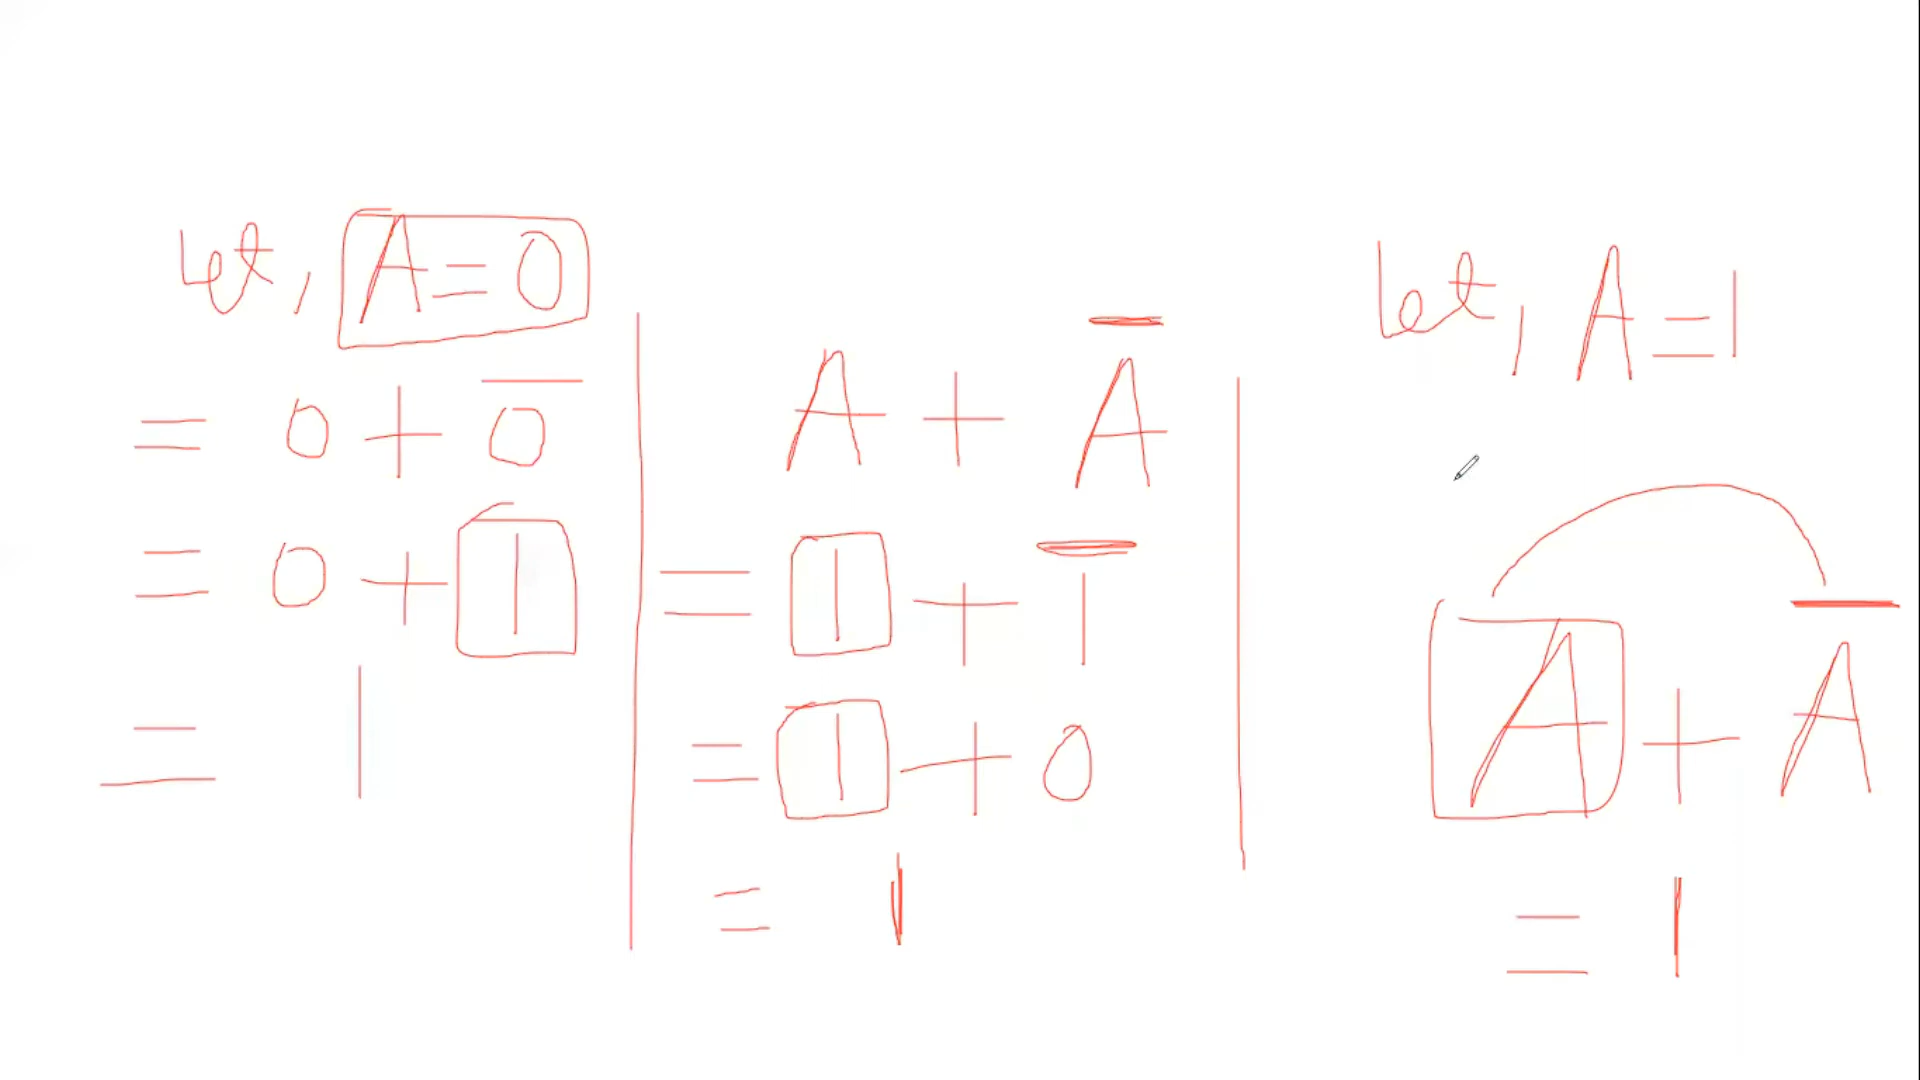 let, A = 0
= 0 + 0̅
= 0 + 1
= 1
A + A̅
= 1 + 1̅
= 1 + 0
= 1
let, A = 1
A + A̅
= 1